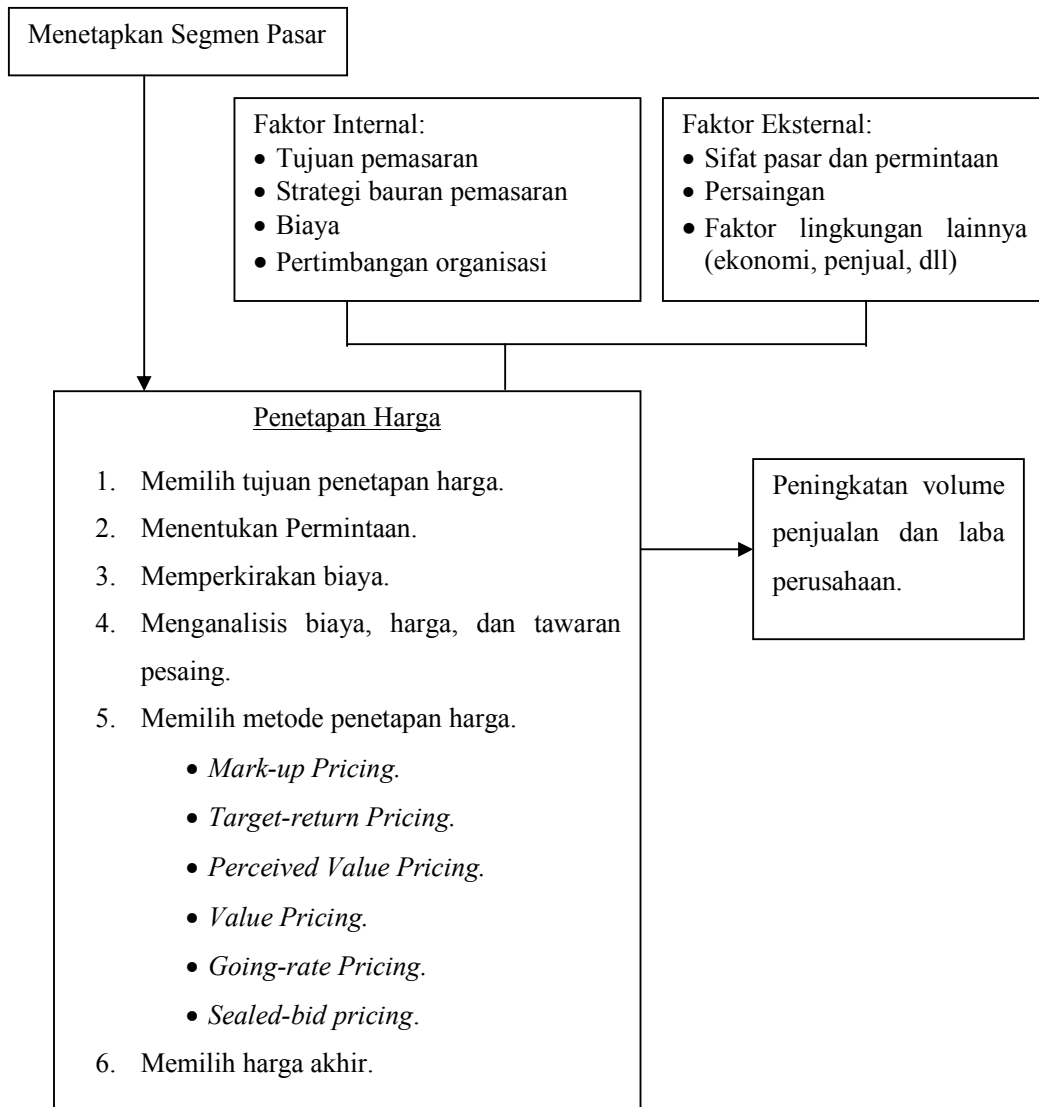 Menetapkan Segmen Pasar
Faktor Internal:
• Tujuan pemasaran
• Strategi bauran pemasaran
• Biaya
• Pertimbangan organisasi
Faktor Eksternal:
• Sifat pasar dan permintaan
• Persaingan
• Faktor lingkungan lainnya
(ekonomi, penjual, dll)
Penetapan Harga
1. Memilih tujuan penetapan harga.
2. Menentukan Permintaan.
3. Memperkirakan biaya.
4. Menganalisis biaya, harga, dan tawaran
pesaing.
5. Memilih metode penetapan harga.
• Mark-up Pricing.
• Target-return Pricing.
• Perceived Value Pricing.
• Value Pricing.
• Going-rate Pricing.
• Sealed-bid pricing.
6. Memilih harga akhir.
Peningkatan volume
penjualan dan laba
perusahaan.